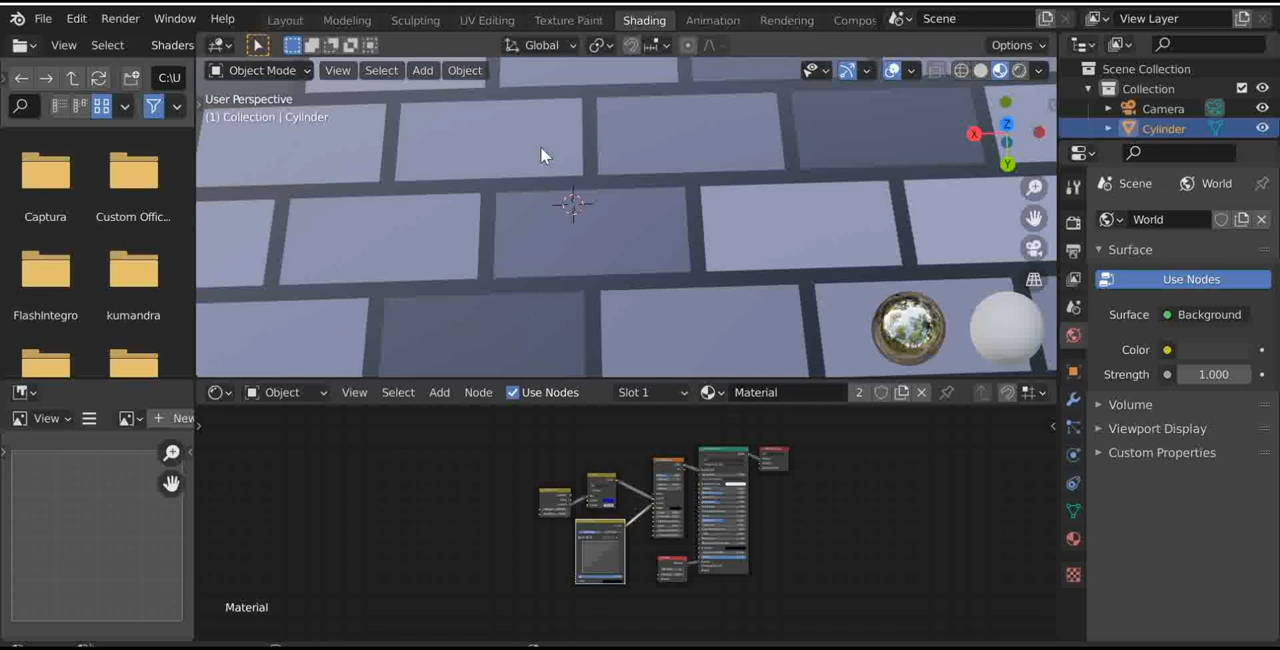 File Edit Render Window Help Layout Modeling Sculpting UV Editing Texture Paint Shading Animation Rendering Compos Scene View Layer
View Select Shaders Global Options
Object Mode View Select Add Object
C:\U
User Perspective
(1) Collection | Cylinder
Captura Custom Offic...
FlashIntegro kumandra
X
Z
Y
Scene Collection
Collection
Camera
Cylinder
Scene World
World
Surface
Use Nodes
Surface: Background
Color
Strength 1.000
Volume
Viewport Display
Custom Properties
View New
Object View Select Add Node Use Nodes Slot 1 Material 2
Material